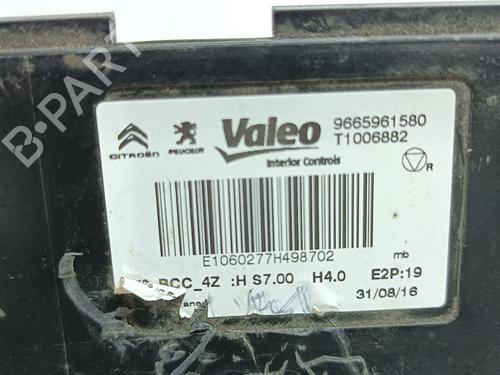 CITROËN PEUGEOT Valeo 9665961580
T1006882
Interior Controls
R
E1060277H498702
mb
BCC_4Z :H S7.00 H4.0 E2P:19
31/08/16